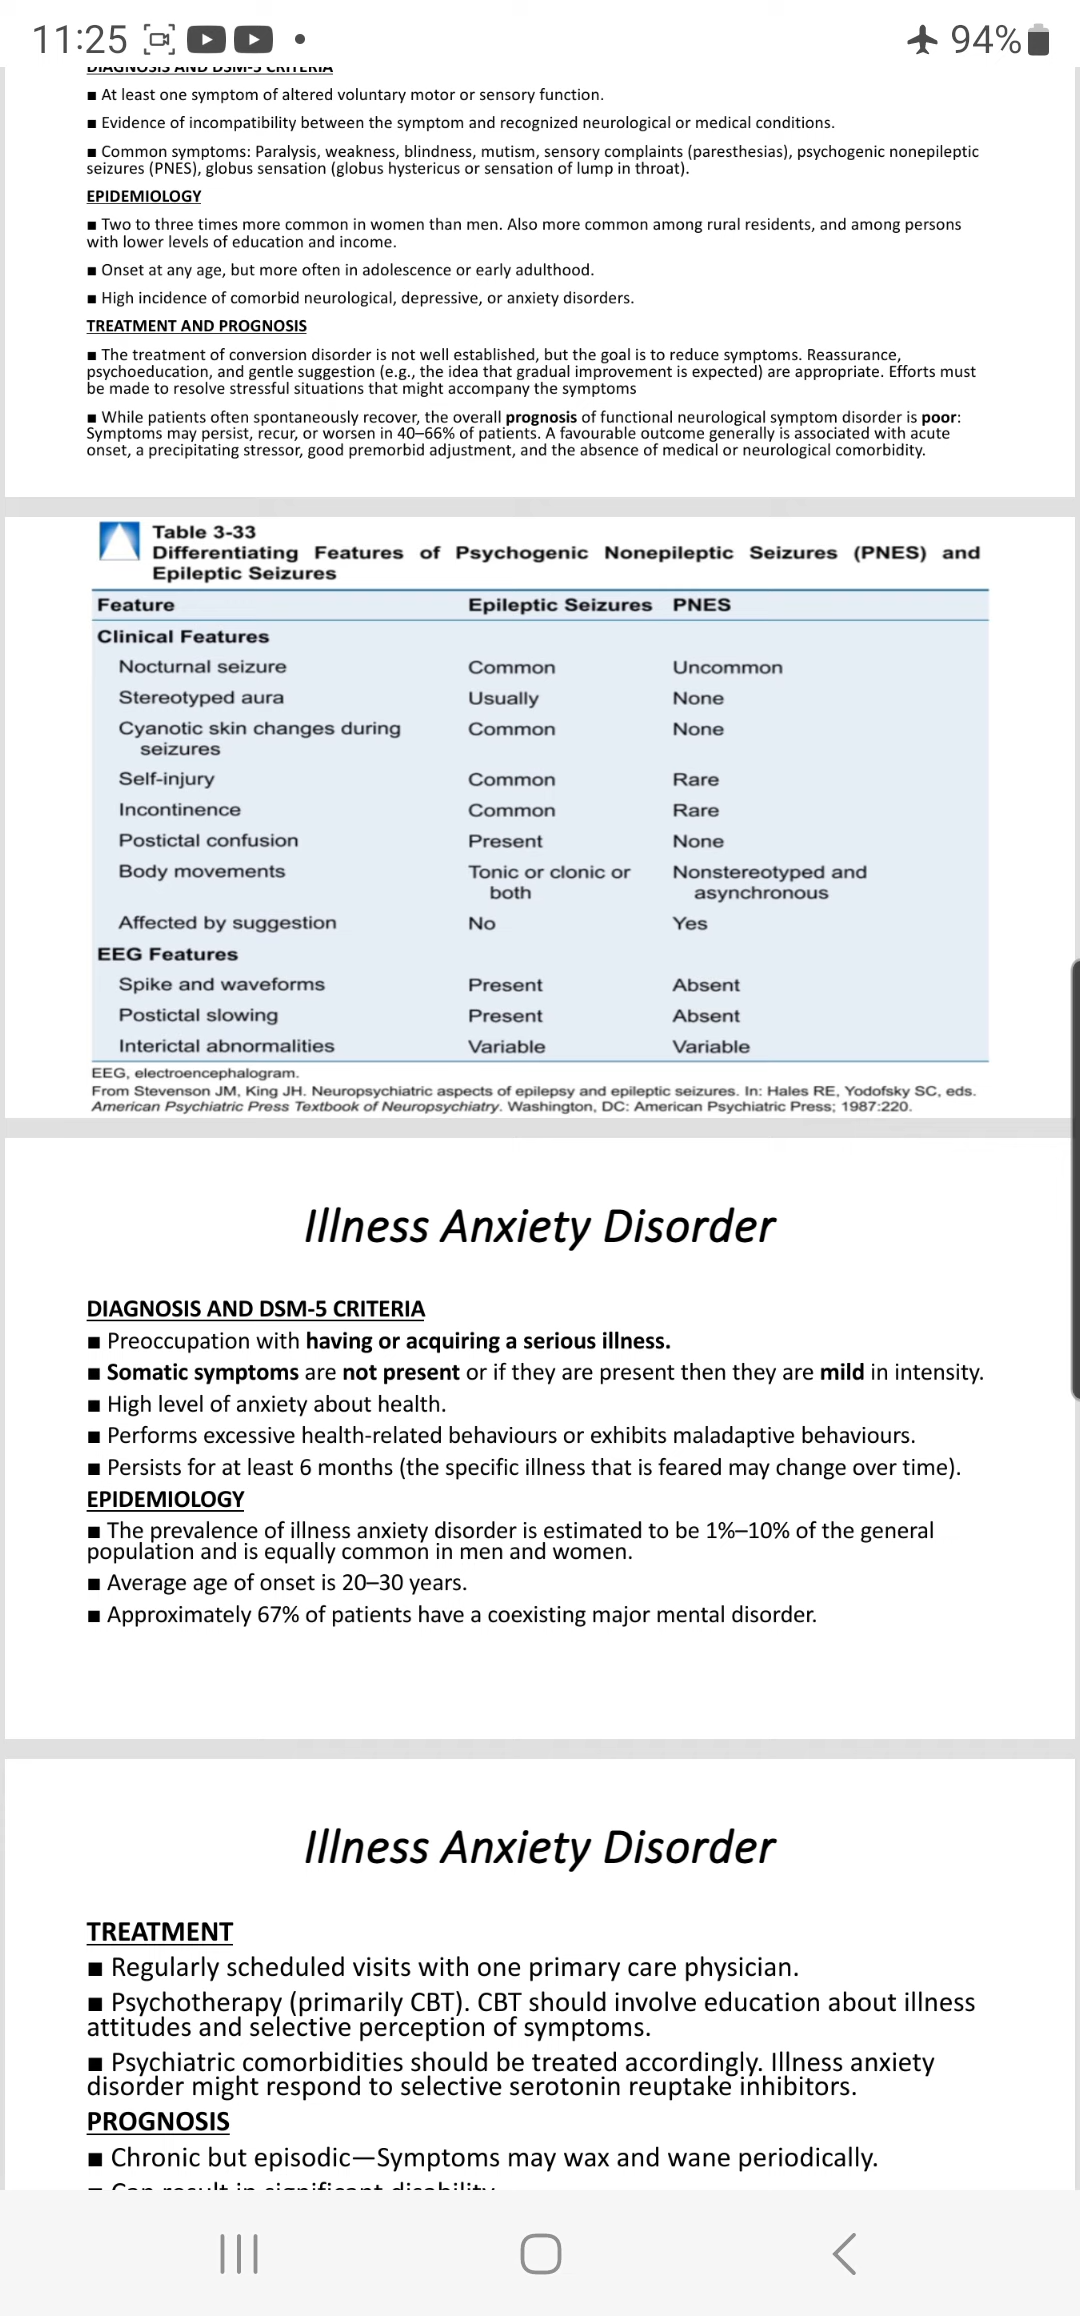 11:25
94%
DIAGNOSIS AND DSM-5 CRITERIA
■ At least one symptom of altered voluntary motor or sensory function.
■ Evidence of incompatibility between the symptom and recognized neurological or medical conditions.
■ Common symptoms: Paralysis, weakness, blindness, mutism, sensory complaints (paresthesias), psychogenic nonepileptic
seizures (PNES), globus sensation (globus hystericus or sensation of lump in throat).
EPIDEMIOLOGY
■ Two to three times more common in women than men. Also more common among rural residents, and among persons
with lower levels of education and income.
■ Onset at any age, but more often in adolescence or early adulthood.
■ High incidence of comorbid neurological, depressive, or anxiety disorders.
TREATMENT AND PROGNOSIS
■ The treatment of conversion disorder is not well established, but the goal is to reduce symptoms. Reassurance,
psychoeducation, and gentle suggestion (e.g., the idea that gradual improvement is expected) are appropriate. Efforts must
be made to resolve stressful situations that might accompany the symptoms
■ While patients often spontaneously recover, the overall prognosis of functional neurological symptom disorder is poor:
Symptoms may persist, recur, or worsen in 40–66% of patients. A favourable outcome generally is associated with acute
onset, a precipitating stressor, good premorbid adjustment, and the absence of medical or neurological comorbidity.
Table 3-33
Differentiating Features of Psychogenic Nonepileptic Seizures (PNES) and
Epileptic Seizures
Feature Epileptic Seizures PNES
Clinical Features
Nocturnal seizure Common Uncommon
Stereotyped aura Usually None
Cyanotic skin changes during Common None
seizures
Self-injury Common Rare
Incontinence Common Rare
Postictal confusion Present None
Body movements Tonic or clonic or Nonstereotyped and
both asynchronous
Affected by suggestion No Yes
EEG Features
Spike and waveforms Present Absent
Postictal slowing Present Absent
Interictal abnormalities Variable Variable
EEG, electroencephalogram.
From Stevenson JM, King JH. Neuropsychiatric aspects of epilepsy and epileptic seizures. In: Hales RE, Yodofsky SC, eds.
American Psychiatric Press Textbook of Neuropsychiatry. Washington, DC: American Psychiatric Press; 1987:220.
Illness Anxiety Disorder
DIAGNOSIS AND DSM-5 CRITERIA
■ Preoccupation with having or acquiring a serious illness.
■ Somatic symptoms are not present or if they are present then they are mild in intensity.
■ High level of anxiety about health.
■ Performs excessive health-related behaviours or exhibits maladaptive behaviours.
■ Persists for at least 6 months (the specific illness that is feared may change over time).
EPIDEMIOLOGY
■ The prevalence of illness anxiety disorder is estimated to be 1%–10% of the general
population and is equally common in men and women.
■ Average age of onset is 20–30 years.
■ Approximately 67% of patients have a coexisting major mental disorder.
Illness Anxiety Disorder
TREATMENT
■ Regularly scheduled visits with one primary care physician.
■ Psychotherapy (primarily CBT). CBT should involve education about illness
attitudes and selective perception of symptoms.
■ Psychiatric comorbidities should be treated accordingly. Illness anxiety
disorder might respond to selective serotonin reuptake inhibitors.
PROGNOSIS
■ Chronic but episodic—Symptoms may wax and wane periodically.
■ Can result in significant disability